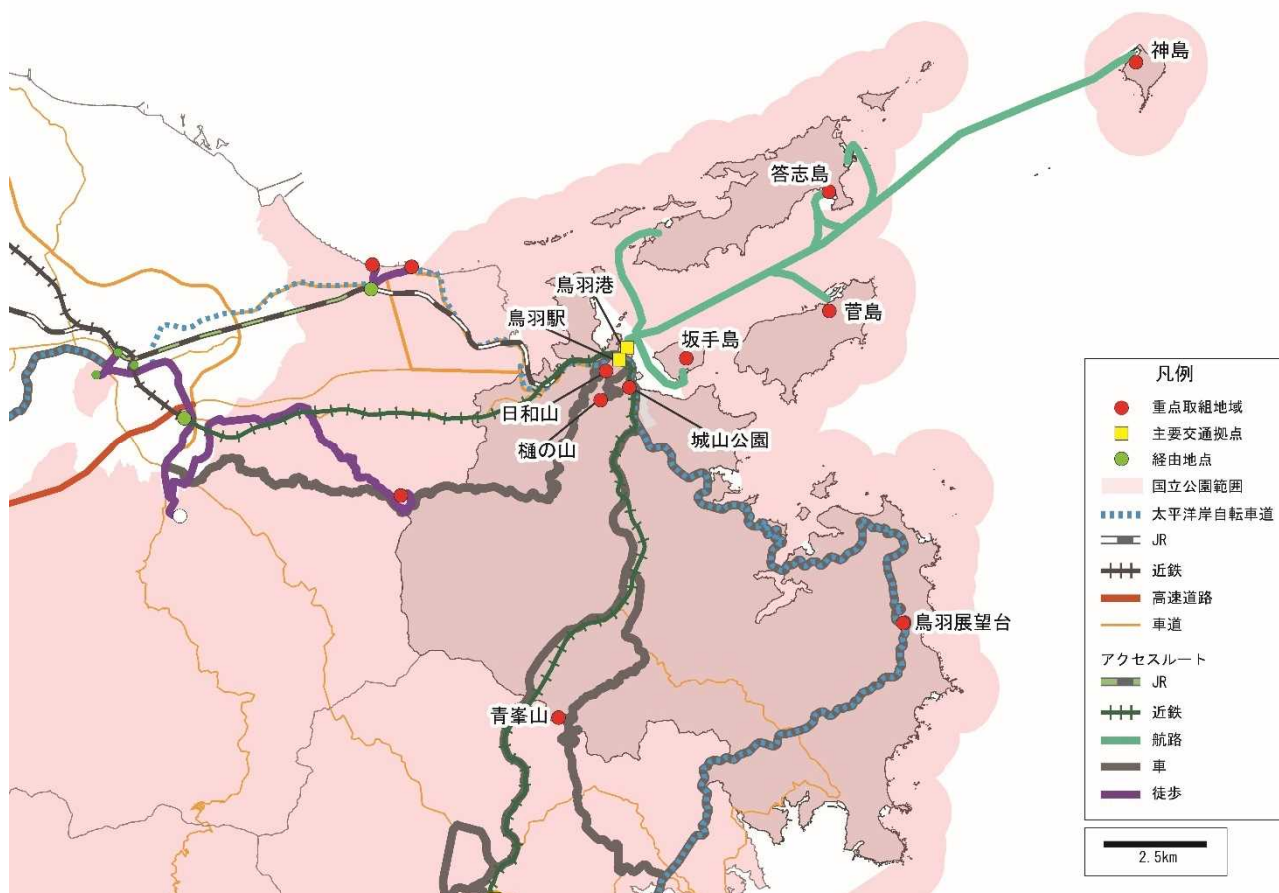 神島
答志島
鳥羽港
鳥羽駅
菅島
坂手島
日和山
樋の山
城山公園
鳥羽展望台
青峯山
凡例
重点取組地域
主要交通拠点
経由地点
国立公園範囲
太平洋岸自転車道
JR
近鉄
高速道路
車道
アクセスルート
JR
近鉄
航路
車
徒歩
2.5km